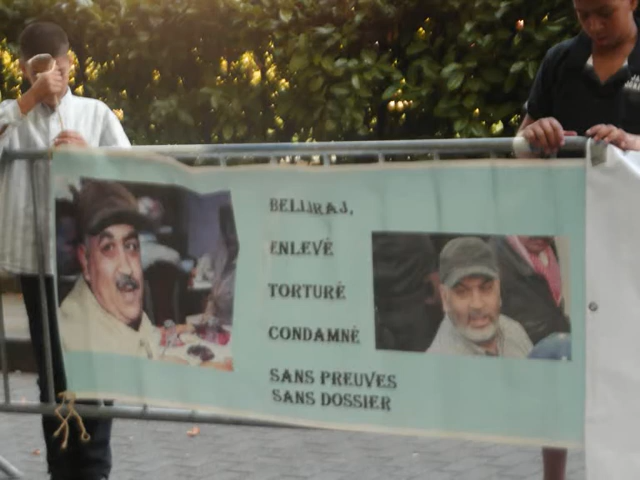 BELLIRAJ,
ENLEVÉ
TORTURÉ
CONDAMNÉ
SANS PREUVES
SANS DOSSIER